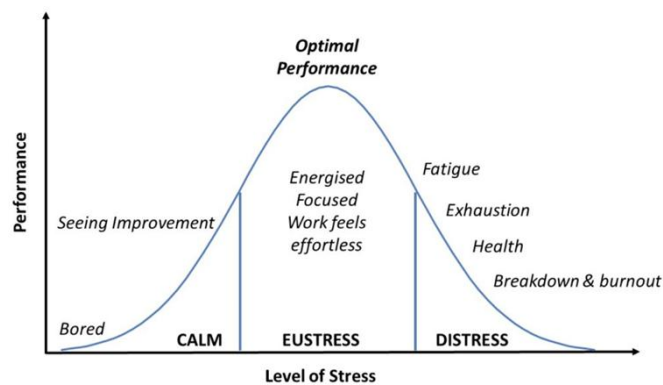 Optimal
Performance
Performance
Fatigue
Energised
Focused
Work feels
effortless
Seeing Improvement
Exhaustion
Health
Breakdown & burnout
Bored
CALM
EUSTRESS
DISTRESS
Level of Stress